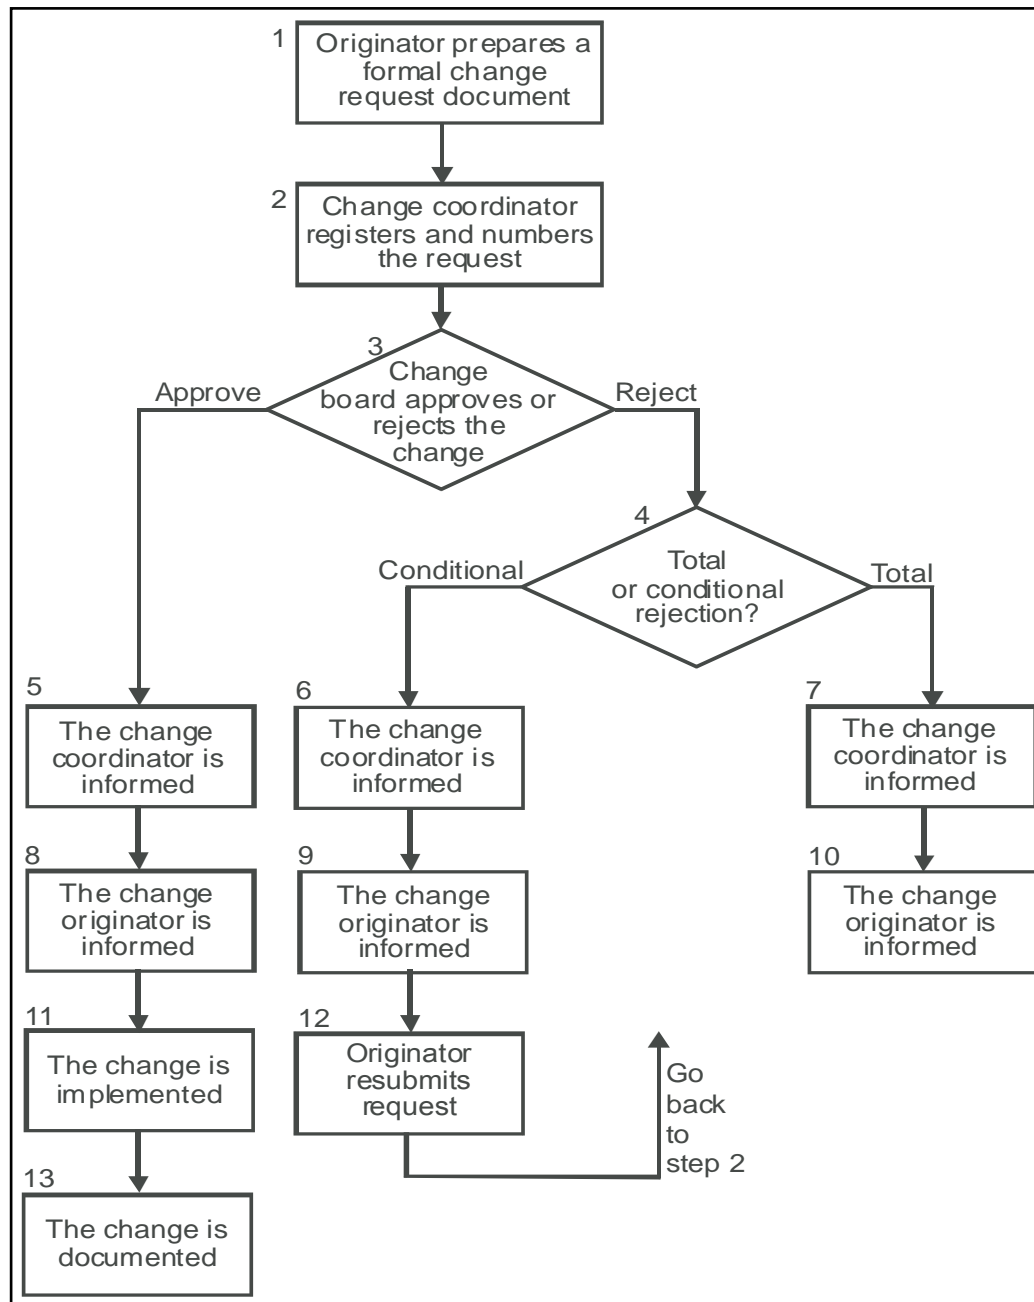 1
Originator prepares a
formal change
request document
2
Change coordinator
registers and numbers
the request
3
Change
board approves or
rejects the
change
Approve
Reject
4
Total
or conditional
rejection?
Conditional
Total
5
The change
coordinator is
informed
6
The change
coordinator is
informed
7
The change
coordinator is
informed
8
The change
originator is
informed
9
The change
originator is
informed
10
The change
originator is
informed
11
The change is
implemented
12
Originator
resubmits
request
Go
back
to
step 2
13
The change is
documented